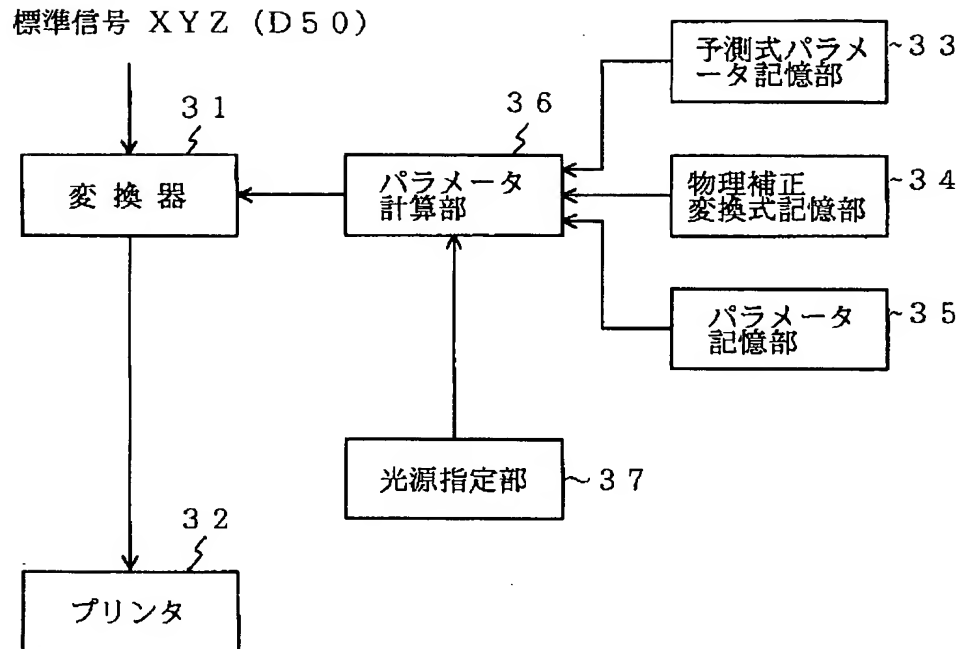 標準信号 XYZ (D50)
31
変換器
36
パラメータ
計算部
予測式パラメ
ータ記憶部
~33
物理補正
変換式記憶部
~34
パラメータ
記憶部
~35
光源指定部
~37
32
プリンタ